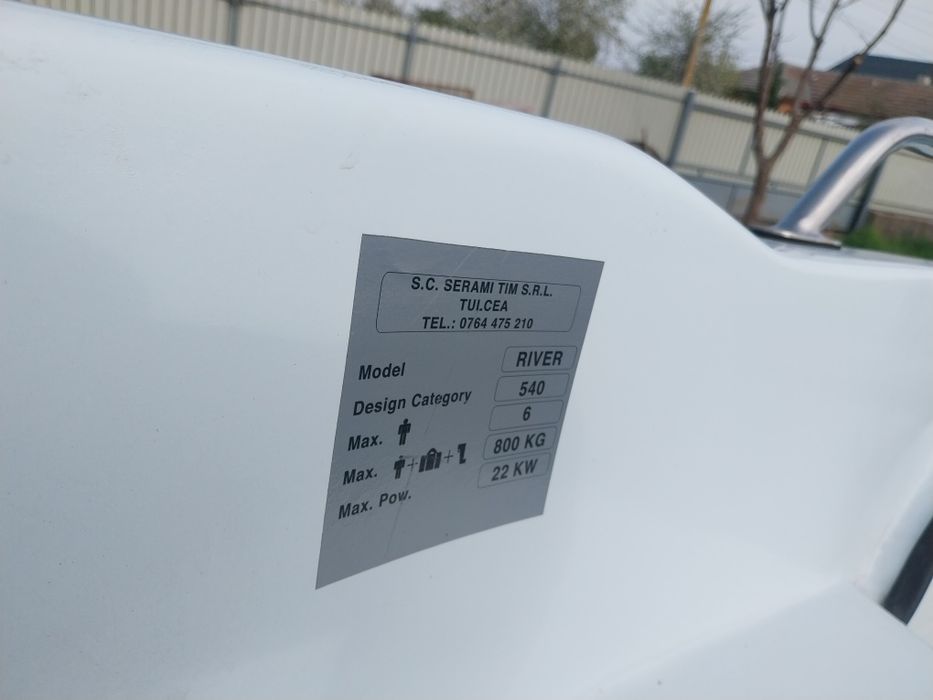 S.C. SERAMI TIM S.R.L.
TULCEA
TEL.: 0764 475 210
Model RIVER
Design Category 540
Max. 6
Max. + + 800 KG
Max. Pow. 22 KW